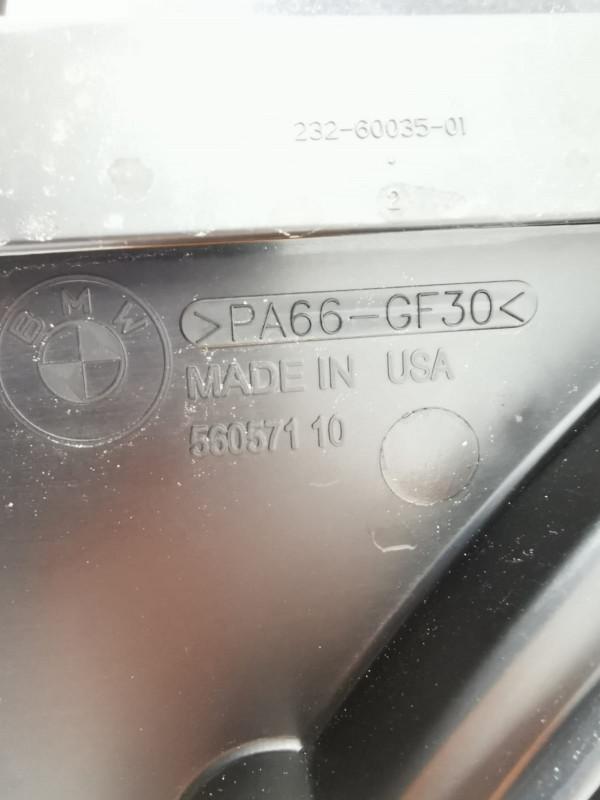 232-60035-01
2
BMW
>PA66-GF30<
MADE IN USA
560571 10